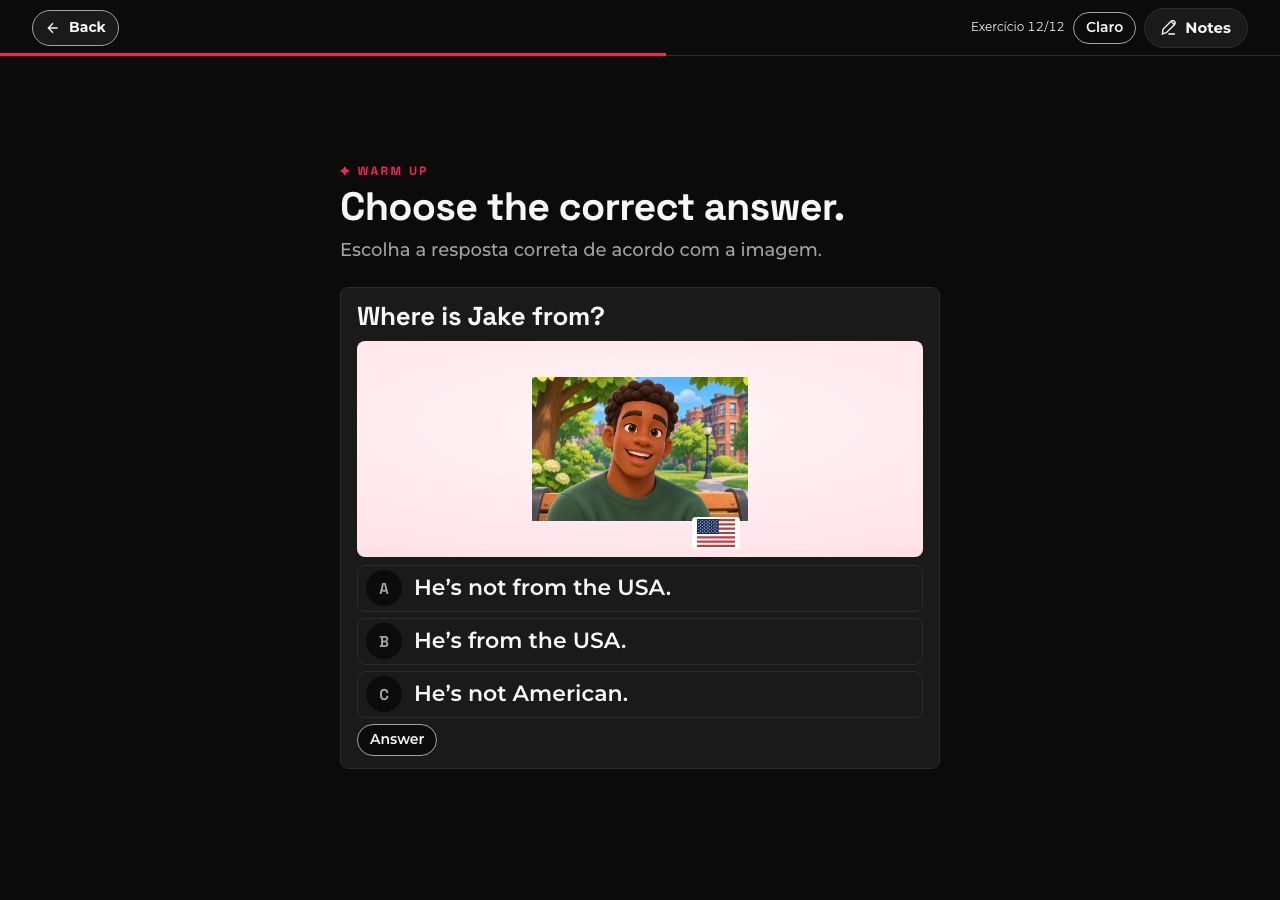 Back
Exercício 12/12
Claro
Notes
WARM UP
Choose the correct answer.
Escolha a resposta correta de acordo com a imagem.
Where is Jake from?
A He’s not from the USA.
B He’s from the USA.
C He’s not American.
Answer